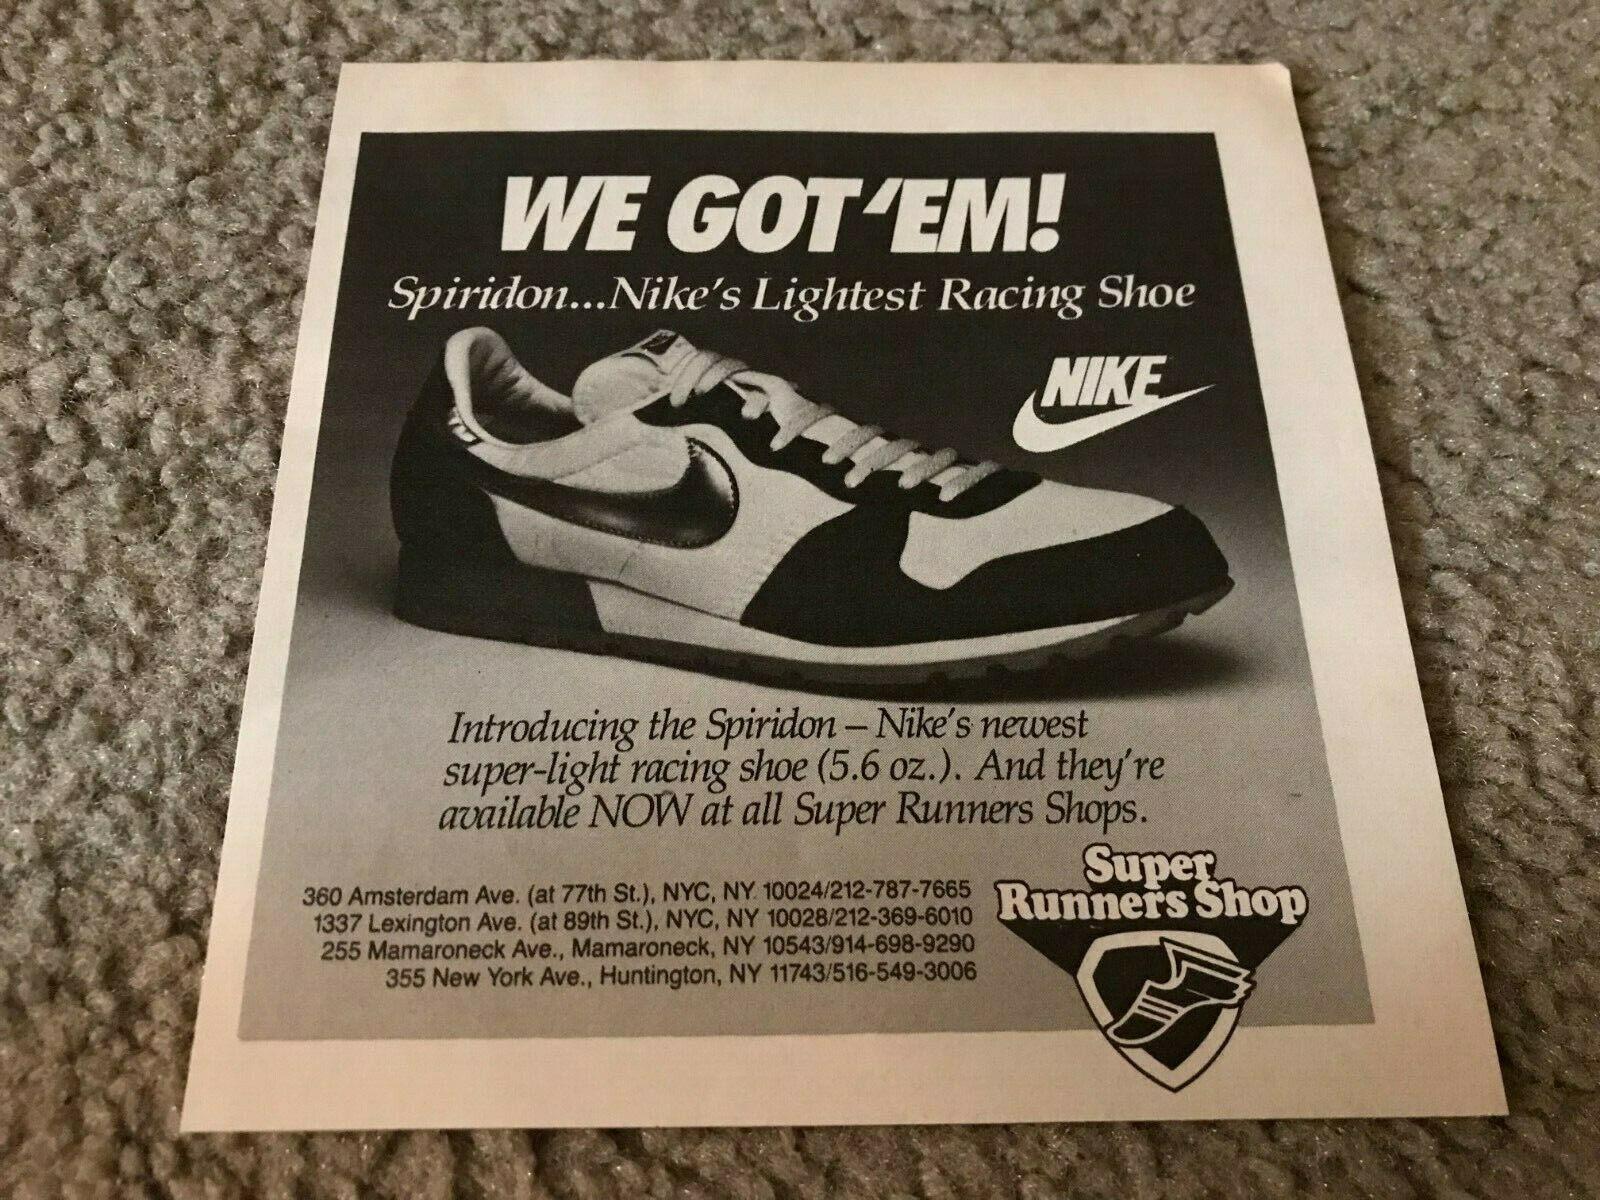 WE GOT 'EM!
Spiridon...Nike's Lightest Racing Shoe
NIKE
Introducing the Spiridon – Nike's newest
super-light racing shoe (5.6 oz.). And they're
available NOW at all Super Runners Shops.
360 Amsterdam Ave. (at 77th St.), NYC, NY 10024/212-787-7665
1337 Lexington Ave. (at 89th St.), NYC, NY 10028/212-369-6010
255 Mamaroneck Ave., Mamaroneck, NY 10543/914-698-9290
355 New York Ave., Huntington, NY 11743/516-549-3006
Super
Runners Shop